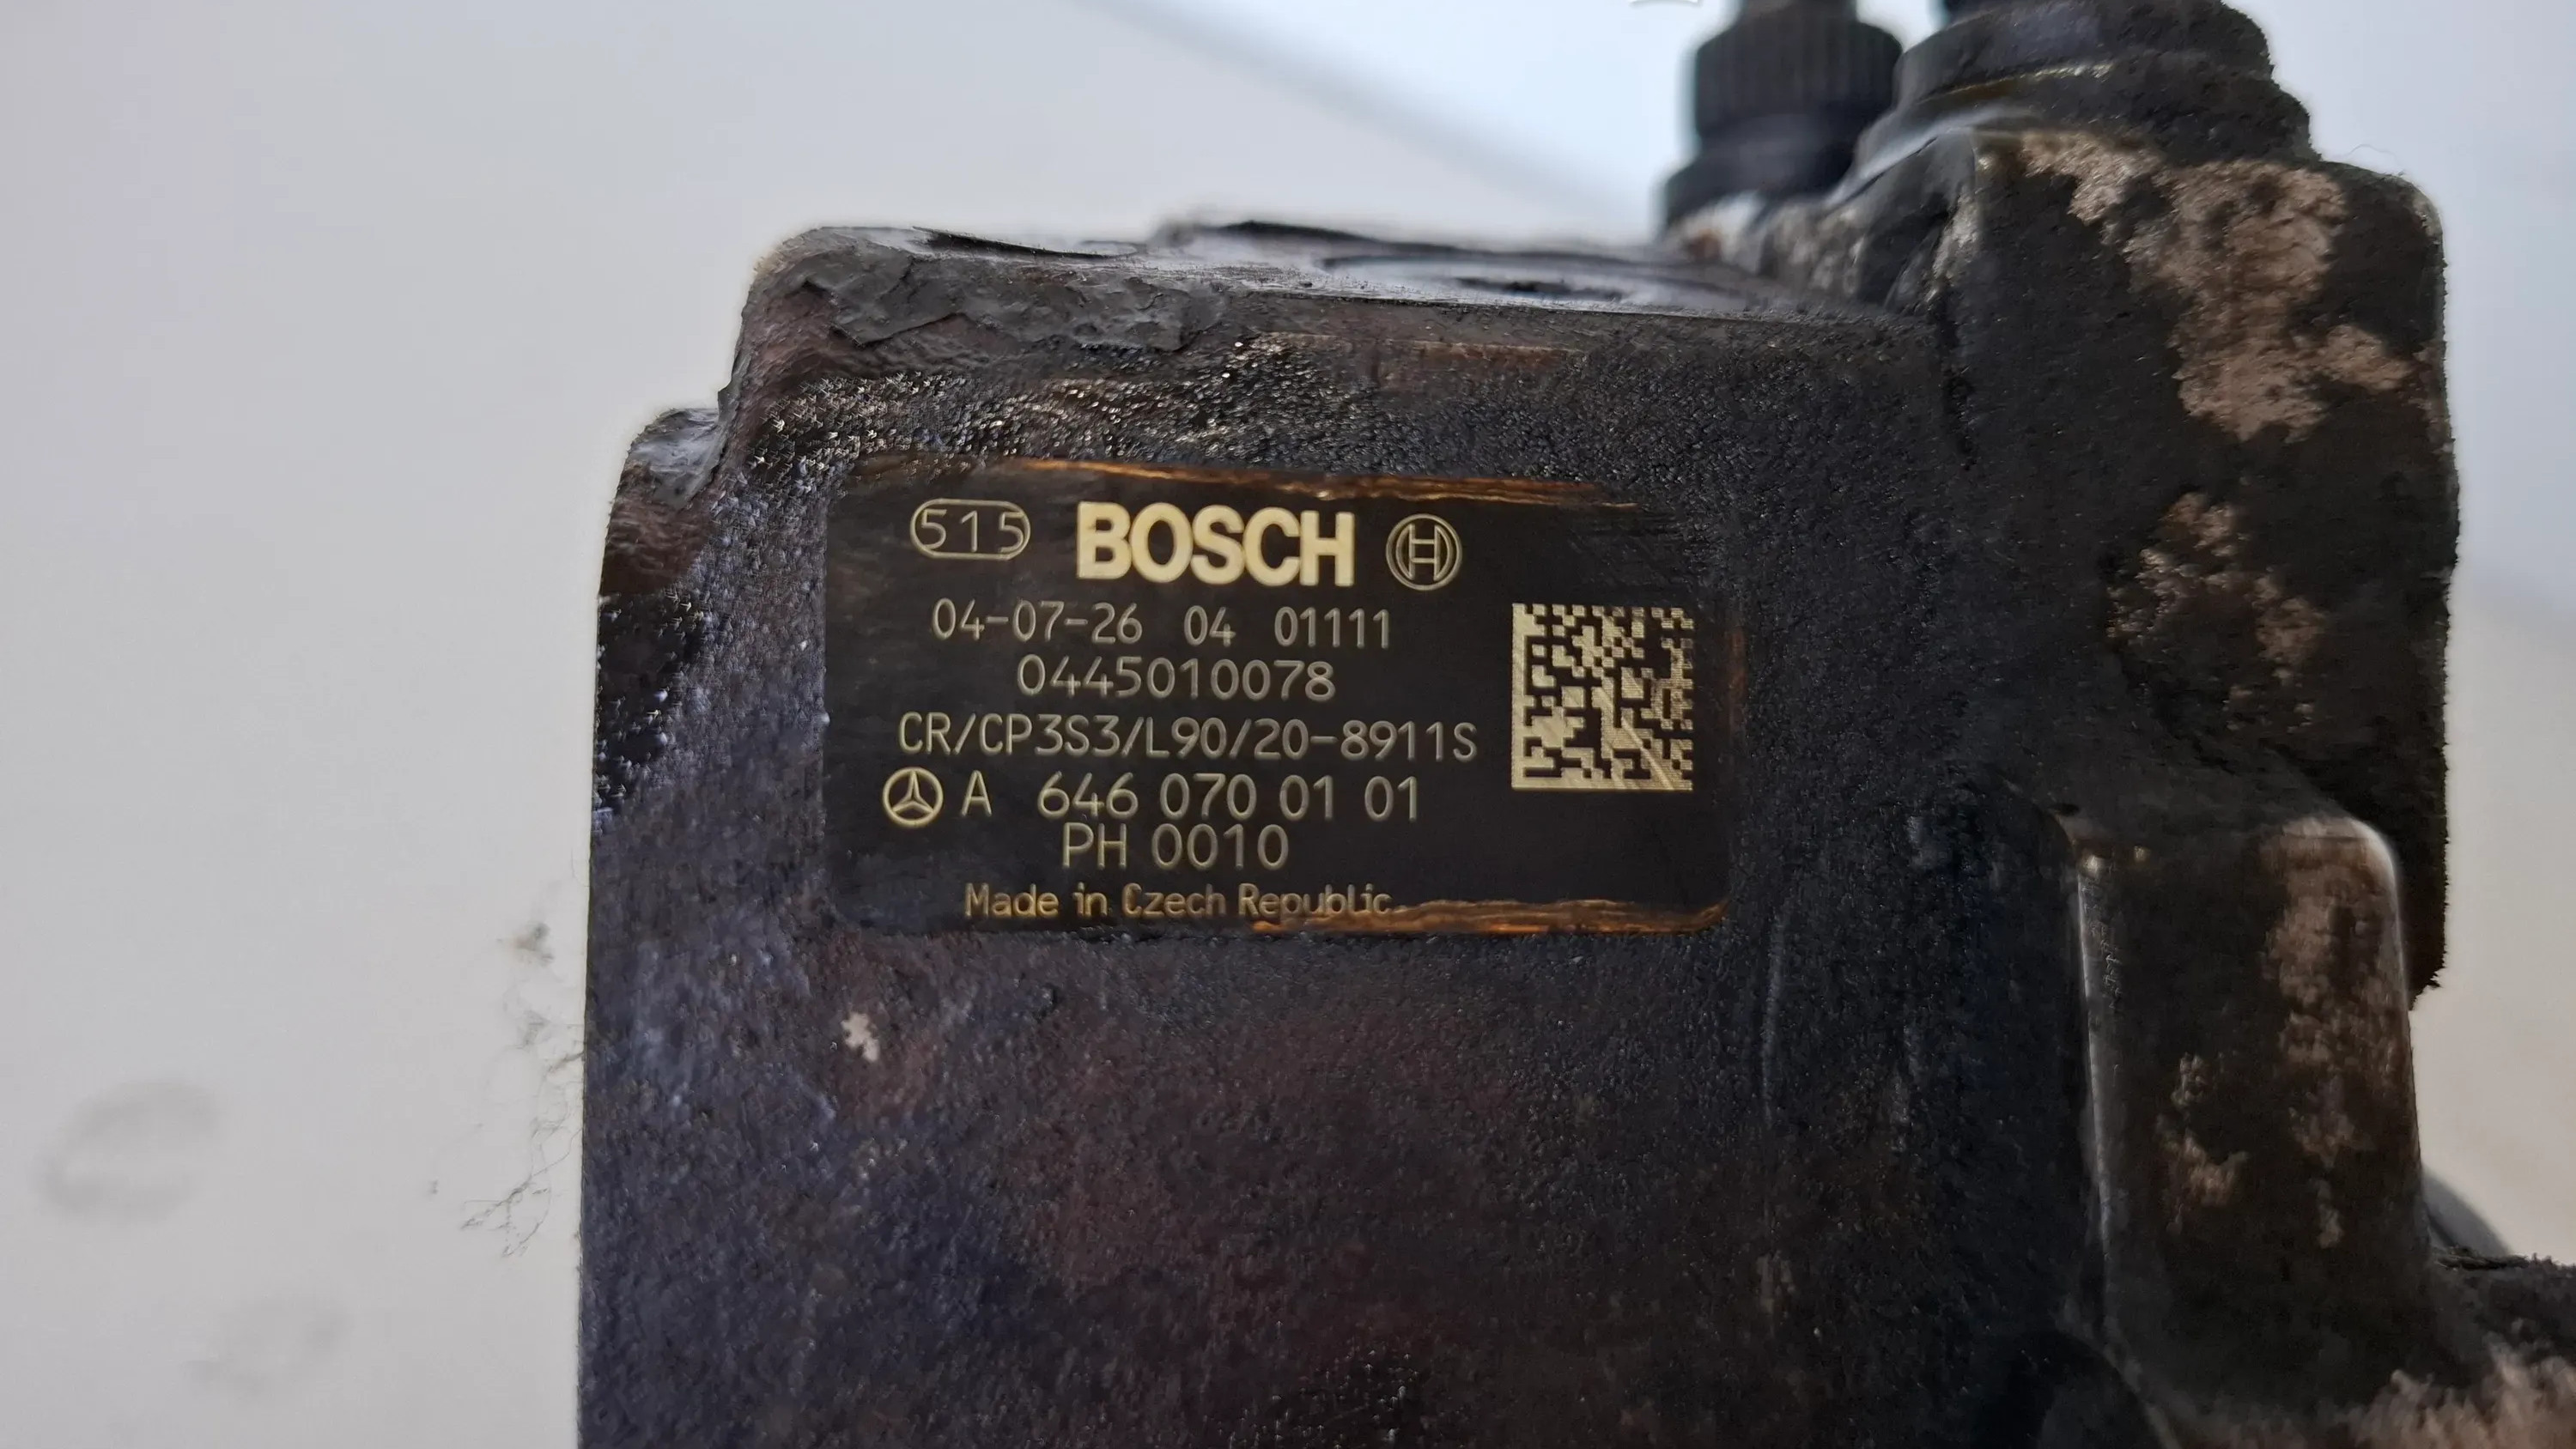 515 BOSCH
04-07-26 04 01111
0445010078
CR/CP3S3/L90/20-8911S
A 646 070 01 01
PH 0010
Made in Czech Republic